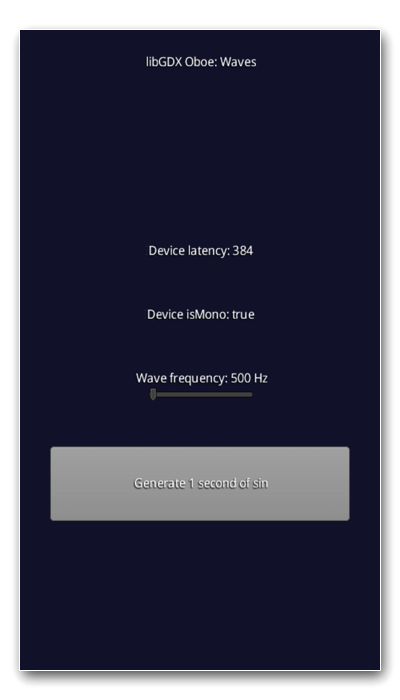 libGDX Oboe: Waves
Device latency: 384
Device isMono: true
Wave frequency: 500 Hz
Generate 1 second of sin